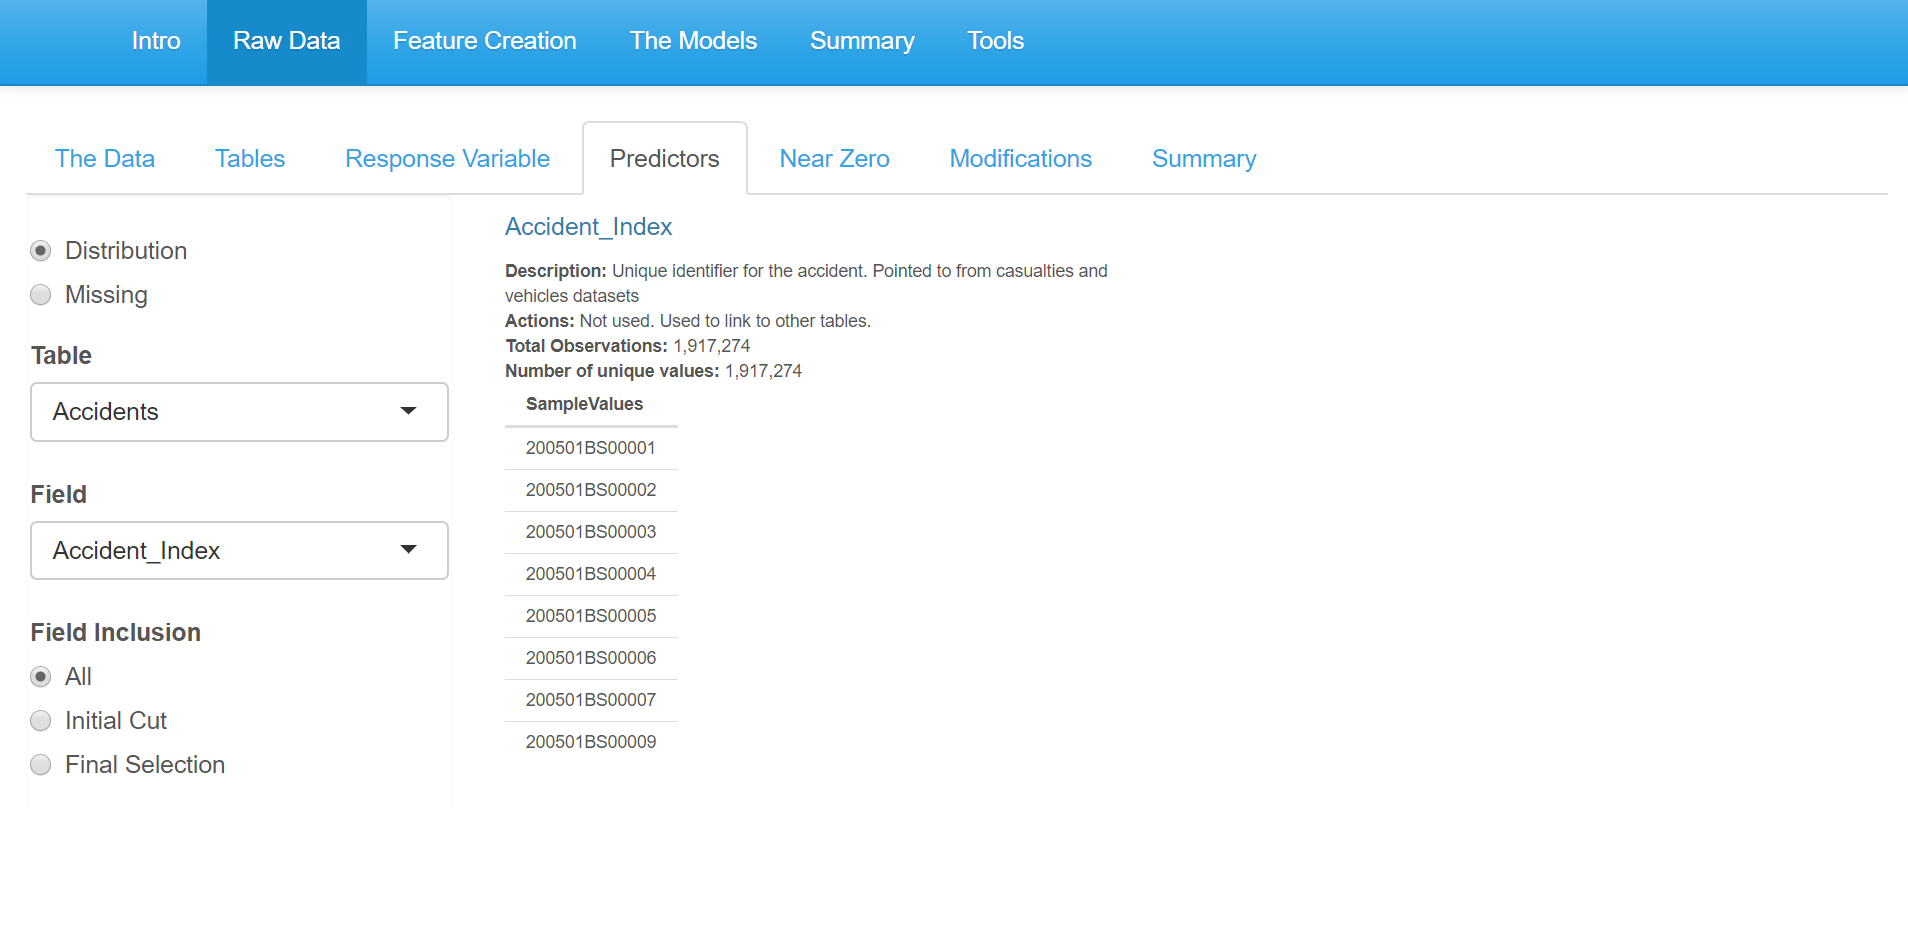 Intro Raw Data Feature Creation The Models Summary Tools
The Data Tables Response Variable Predictors Near Zero Modifications Summary
Distribution
Missing
Table
Accidents
Field
Accident_Index
Field Inclusion
All
Initial Cut
Final Selection
Accident_Index
Description: Unique identifier for the accident. Pointed to from casualties and
vehicles datasets
Actions: Not used. Used to link to other tables.
Total Observations: 1,917,274
Number of unique values: 1,917,274
SampleValues
200501BS00001
200501BS00002
200501BS00003
200501BS00004
200501BS00005
200501BS00006
200501BS00007
200501BS00009